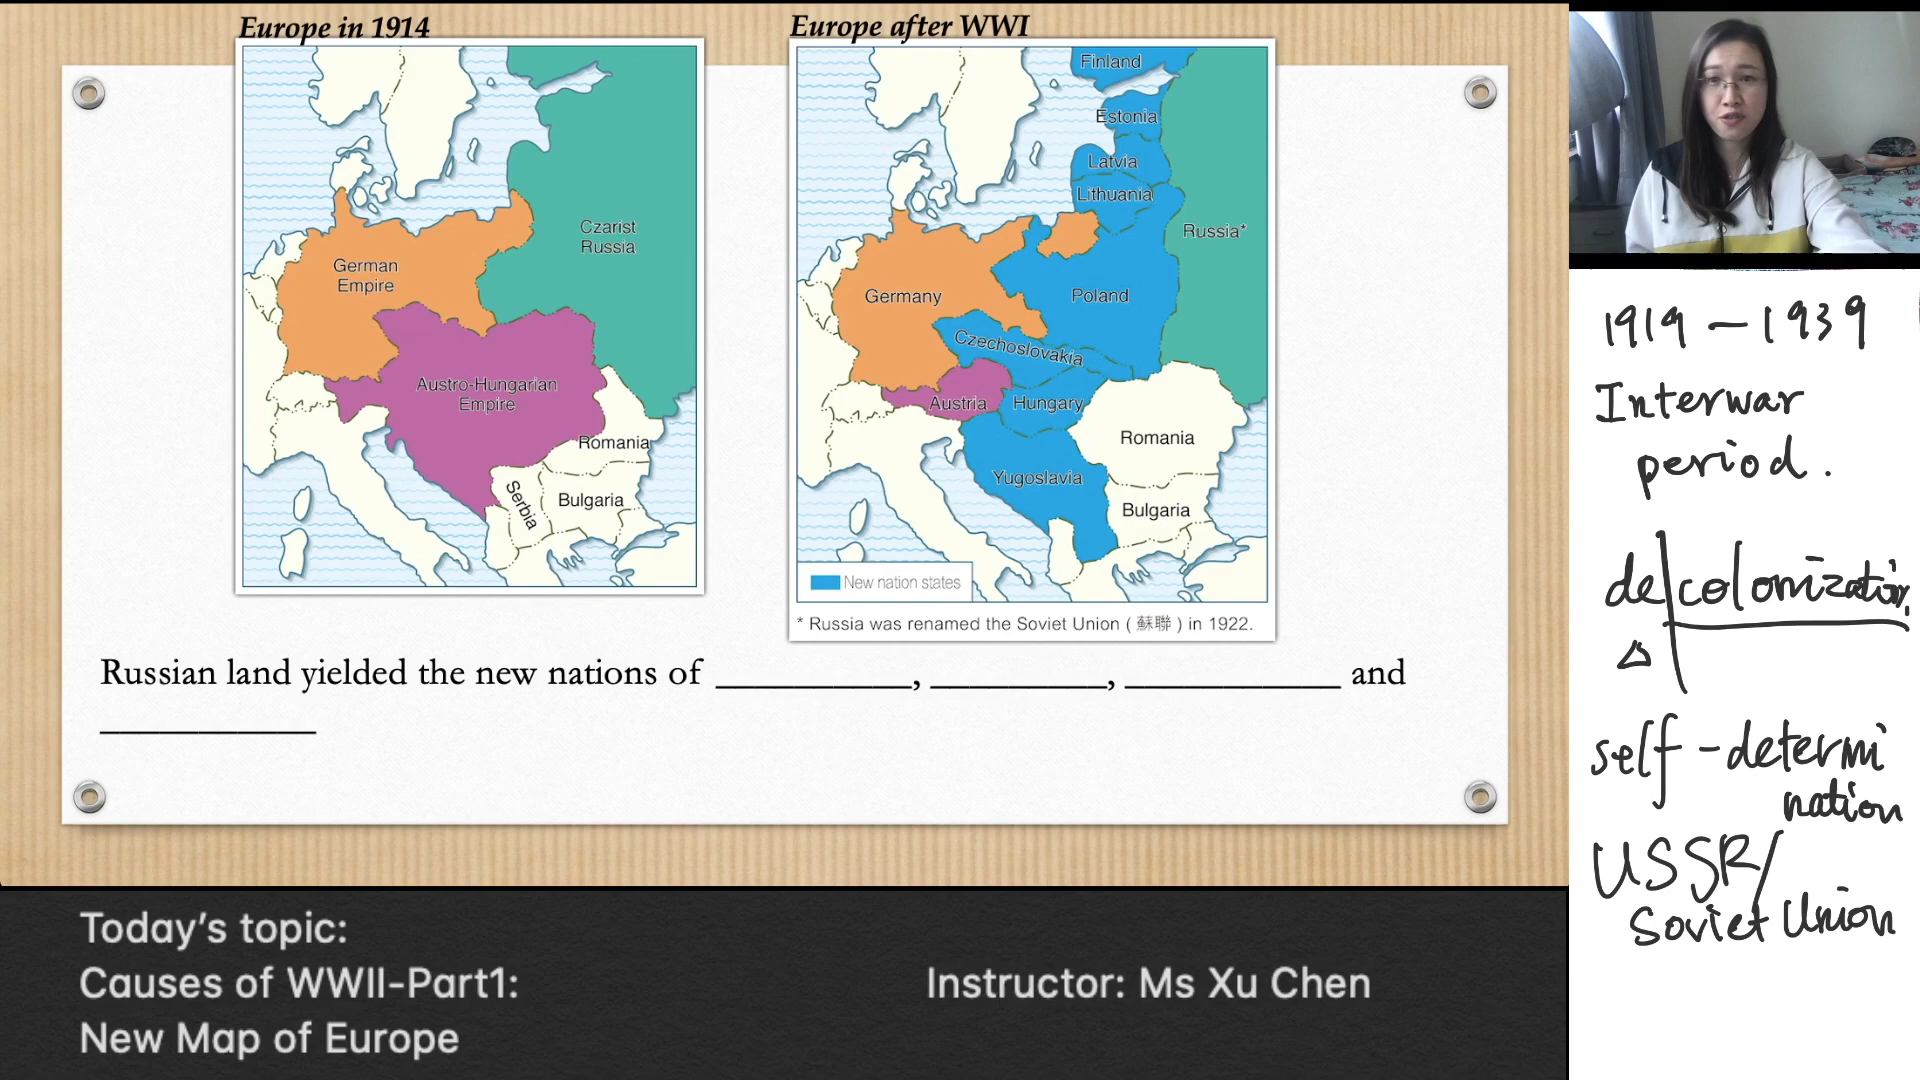 Europe in 1914
Czarist
Russia
German
Empire
Austro-Hungarian
Empire
Romania
Serbia
Bulgaria
Europe after WWI
Finland
Estonia
Latvia
Lithuania
Russia*
Germany
Poland
Czechoslovakia
Austria
Hungary
Romania
Yugoslavia
Bulgaria
New nation states
* Russia was renamed the Soviet Union ( 蘇聯 ) in 1922.
Russian land yielded the new nations of ___________, __________, ____________ and
____________
Today's topic:
Causes of WWII-Part1:
New Map of Europe
Instructor: Ms Xu Chen
1919 - 1939
Interwar
period.
de|colonization
self-determi
nation
USSR/
Soviet Union